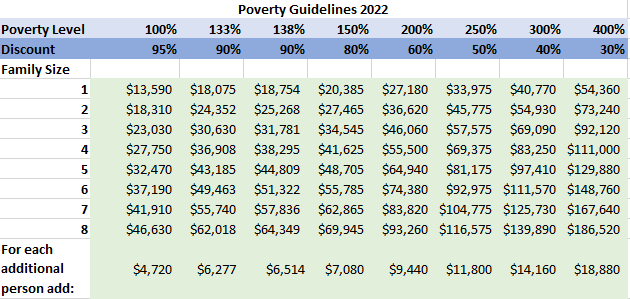 Poverty Guidelines 2022
Poverty Level 100% 133% 138% 150% 200% 250% 300% 400%
Discount 95% 90% 90% 80% 60% 50% 40% 30%
Family Size
1 $13,590 $18,075 $18,754 $20,385 $27,180 $33,975 $40,770 $54,360
2 $18,310 $24,352 $25,268 $27,465 $36,620 $45,775 $54,930 $73,240
3 $23,030 $30,630 $31,781 $34,545 $46,060 $57,575 $69,090 $92,120
4 $27,750 $36,908 $38,295 $41,625 $55,500 $69,375 $83,250 $111,000
5 $32,470 $43,185 $44,809 $48,705 $64,940 $81,175 $97,410 $129,880
6 $37,190 $49,463 $51,322 $55,785 $74,380 $92,975 $111,570 $148,760
7 $41,910 $55,740 $57,836 $62,865 $83,820 $104,775 $125,730 $167,640
8 $46,630 $62,018 $64,349 $69,945 $93,260 $116,575 $139,890 $186,520
For each
additional $4,720 $6,277 $6,514 $7,080 $9,440 $11,800 $14,160 $18,880
person add: